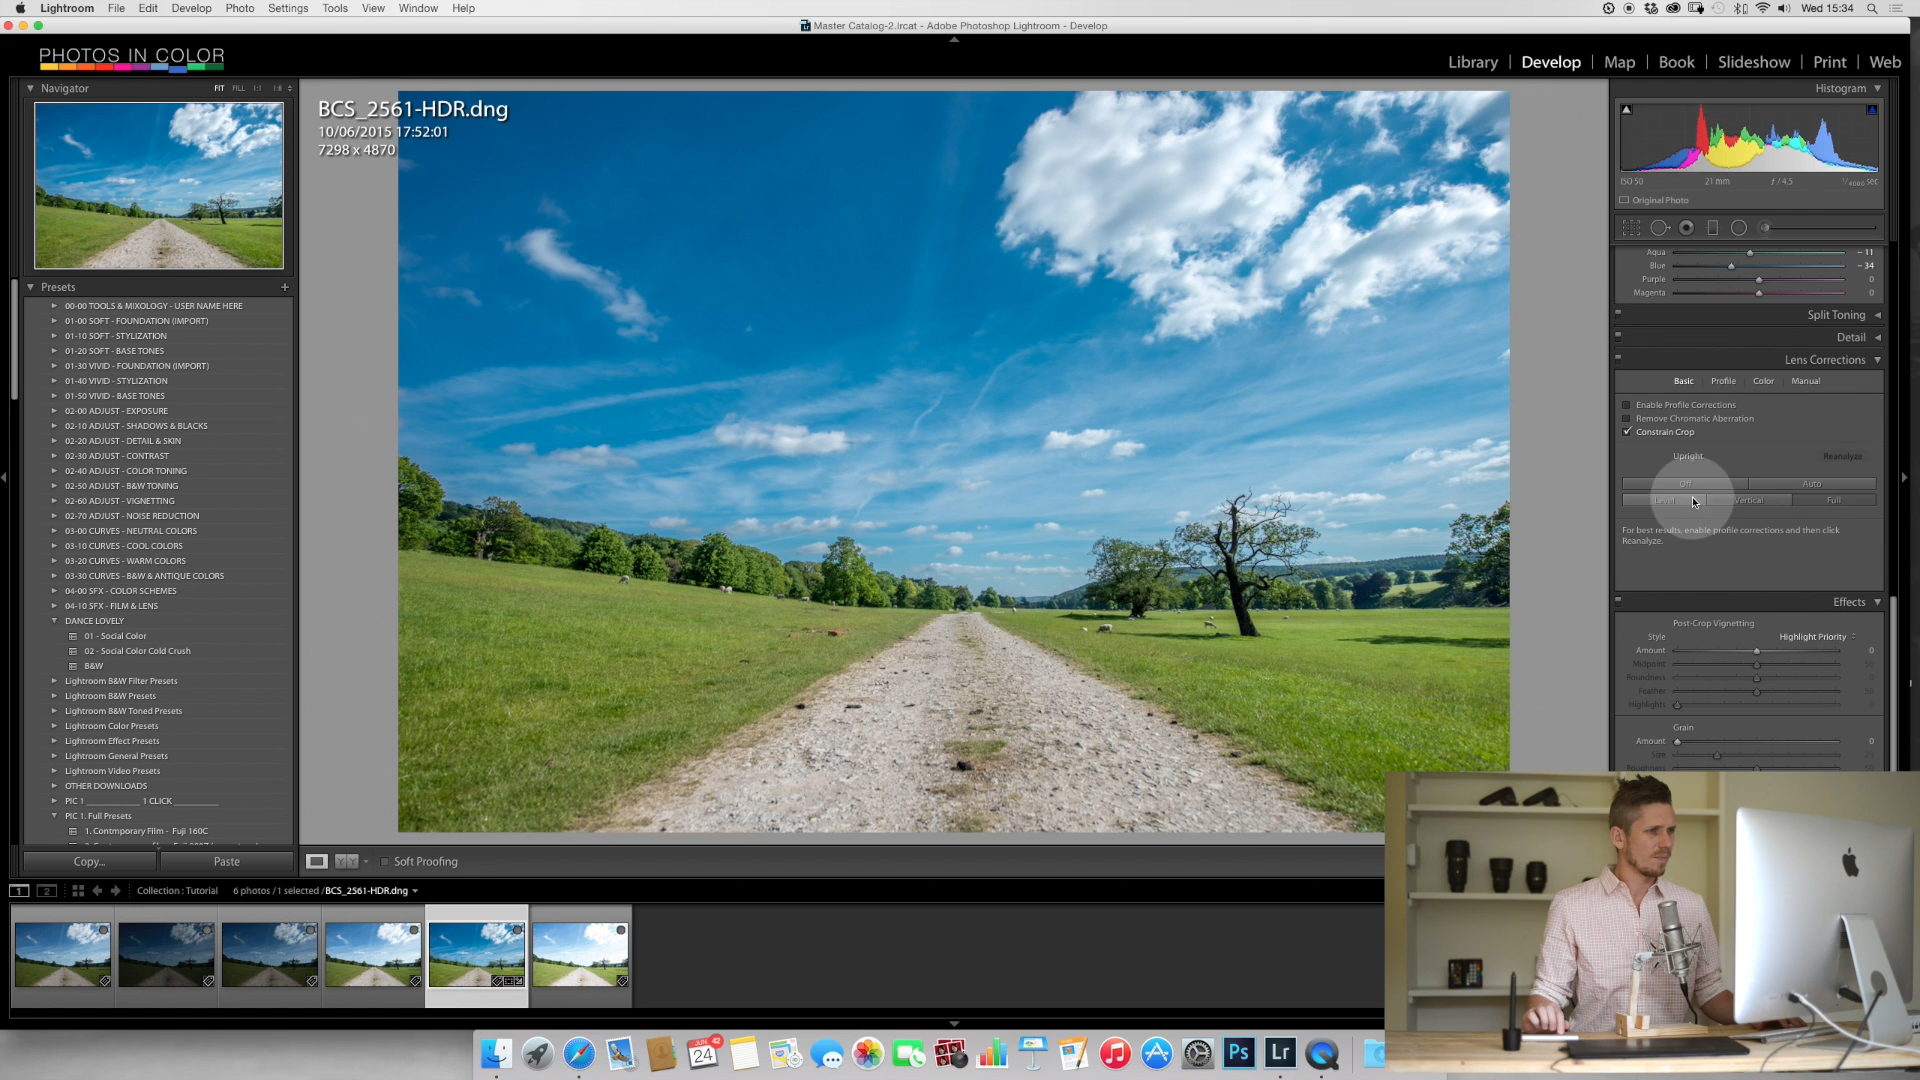 Lightroom File Edit Develop Photo Settings Tools View Window Help
Wed 15:34
Master Catalog-2.lrcat - Adobe Photoshop Lightroom - Develop
PHOTOS IN COLOR
Library | Develop | Map | Book | Slideshow | Print | Web
Navigator FIT FILL 1:1
Presets +
00-00 TOOLS & MIXOLOGY - USER NAME HERE
01-00 SOFT - FOUNDATION (IMPORT)
01-10 SOFT - STYLIZATION
01-20 SOFT - BASE TONES
01-30 VIVID - FOUNDATION (IMPORT)
01-40 VIVID - STYLIZATION
01-50 VIVID - BASE TONES
02-00 ADJUST - EXPOSURE
02-10 ADJUST - SHADOWS & BLACKS
02-20 ADJUST - DETAIL & SKIN
02-30 ADJUST - CONTRAST
02-40 ADJUST - COLOR TONING
02-50 ADJUST - B&W TONING
02-60 ADJUST - VIGNETTING
02-70 ADJUST - NOISE REDUCTION
03-00 CURVES - NEUTRAL COLORS
03-10 CURVES - COOL COLORS
03-20 CURVES - WARM COLORS
03-30 CURVES - B&W & ANTIQUE COLORS
04-00 SFX - COLOR SCHEMES
04-10 SFX - FILM & LENS
DANCE LOVELY
01 - Social Color
02 - Social Color Cold Crush
B&W
Lightroom B&W Filter Presets
Lightroom B&W Presets
Lightroom B&W Toned Presets
Lightroom Color Presets
Lightroom Effect Presets
Lightroom General Presets
Lightroom Video Presets
OTHER DOWNLOADS
PIC 1 ____________ 1 CLICK __________
PIC 1. Full Presets
1. Contmporary Film - Fuji 160C
Copy... Paste
BCS_2561-HDR.dng
10/06/2015 17:52:01
7298 x 4870
Soft Proofing
Histogram
ISO 50 21 mm ƒ / 4.5
Original Photo
Aqua - 11
Blue - 34
Purple 0
Magenta 0
Split Toning
Detail
Lens Corrections
Basic Profile Color Manual
Enable Profile Corrections
Remove Chromatic Aberration
Constrain Crop
Upright Reanalyze
Off Auto
Level Vertical Full
For best results, enable profile corrections and then click
Reanalyze.
Effects
Post-Crop Vignetting
Style Highlight Priority
Amount 0
Midpoint 50
Roundness
Feather 50
Highlights
Grain
Amount 0
Size 25
1 2 Collection : Tutorial 6 photos / 1 selected / BCS_2561-HDR.dng
JUN 42
24
Ps Lr